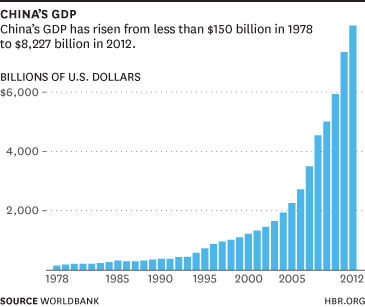 CHINA'S GDP
China's GDP has risen from less than $150 billion in 1978
to $8,227 billion in 2012.
BILLIONS OF U.S. DOLLARS
$6,000
4,000
2,000
1978 1985 1990 1995 2000 2005 2012
SOURCE WORLDBANK HBR.ORG